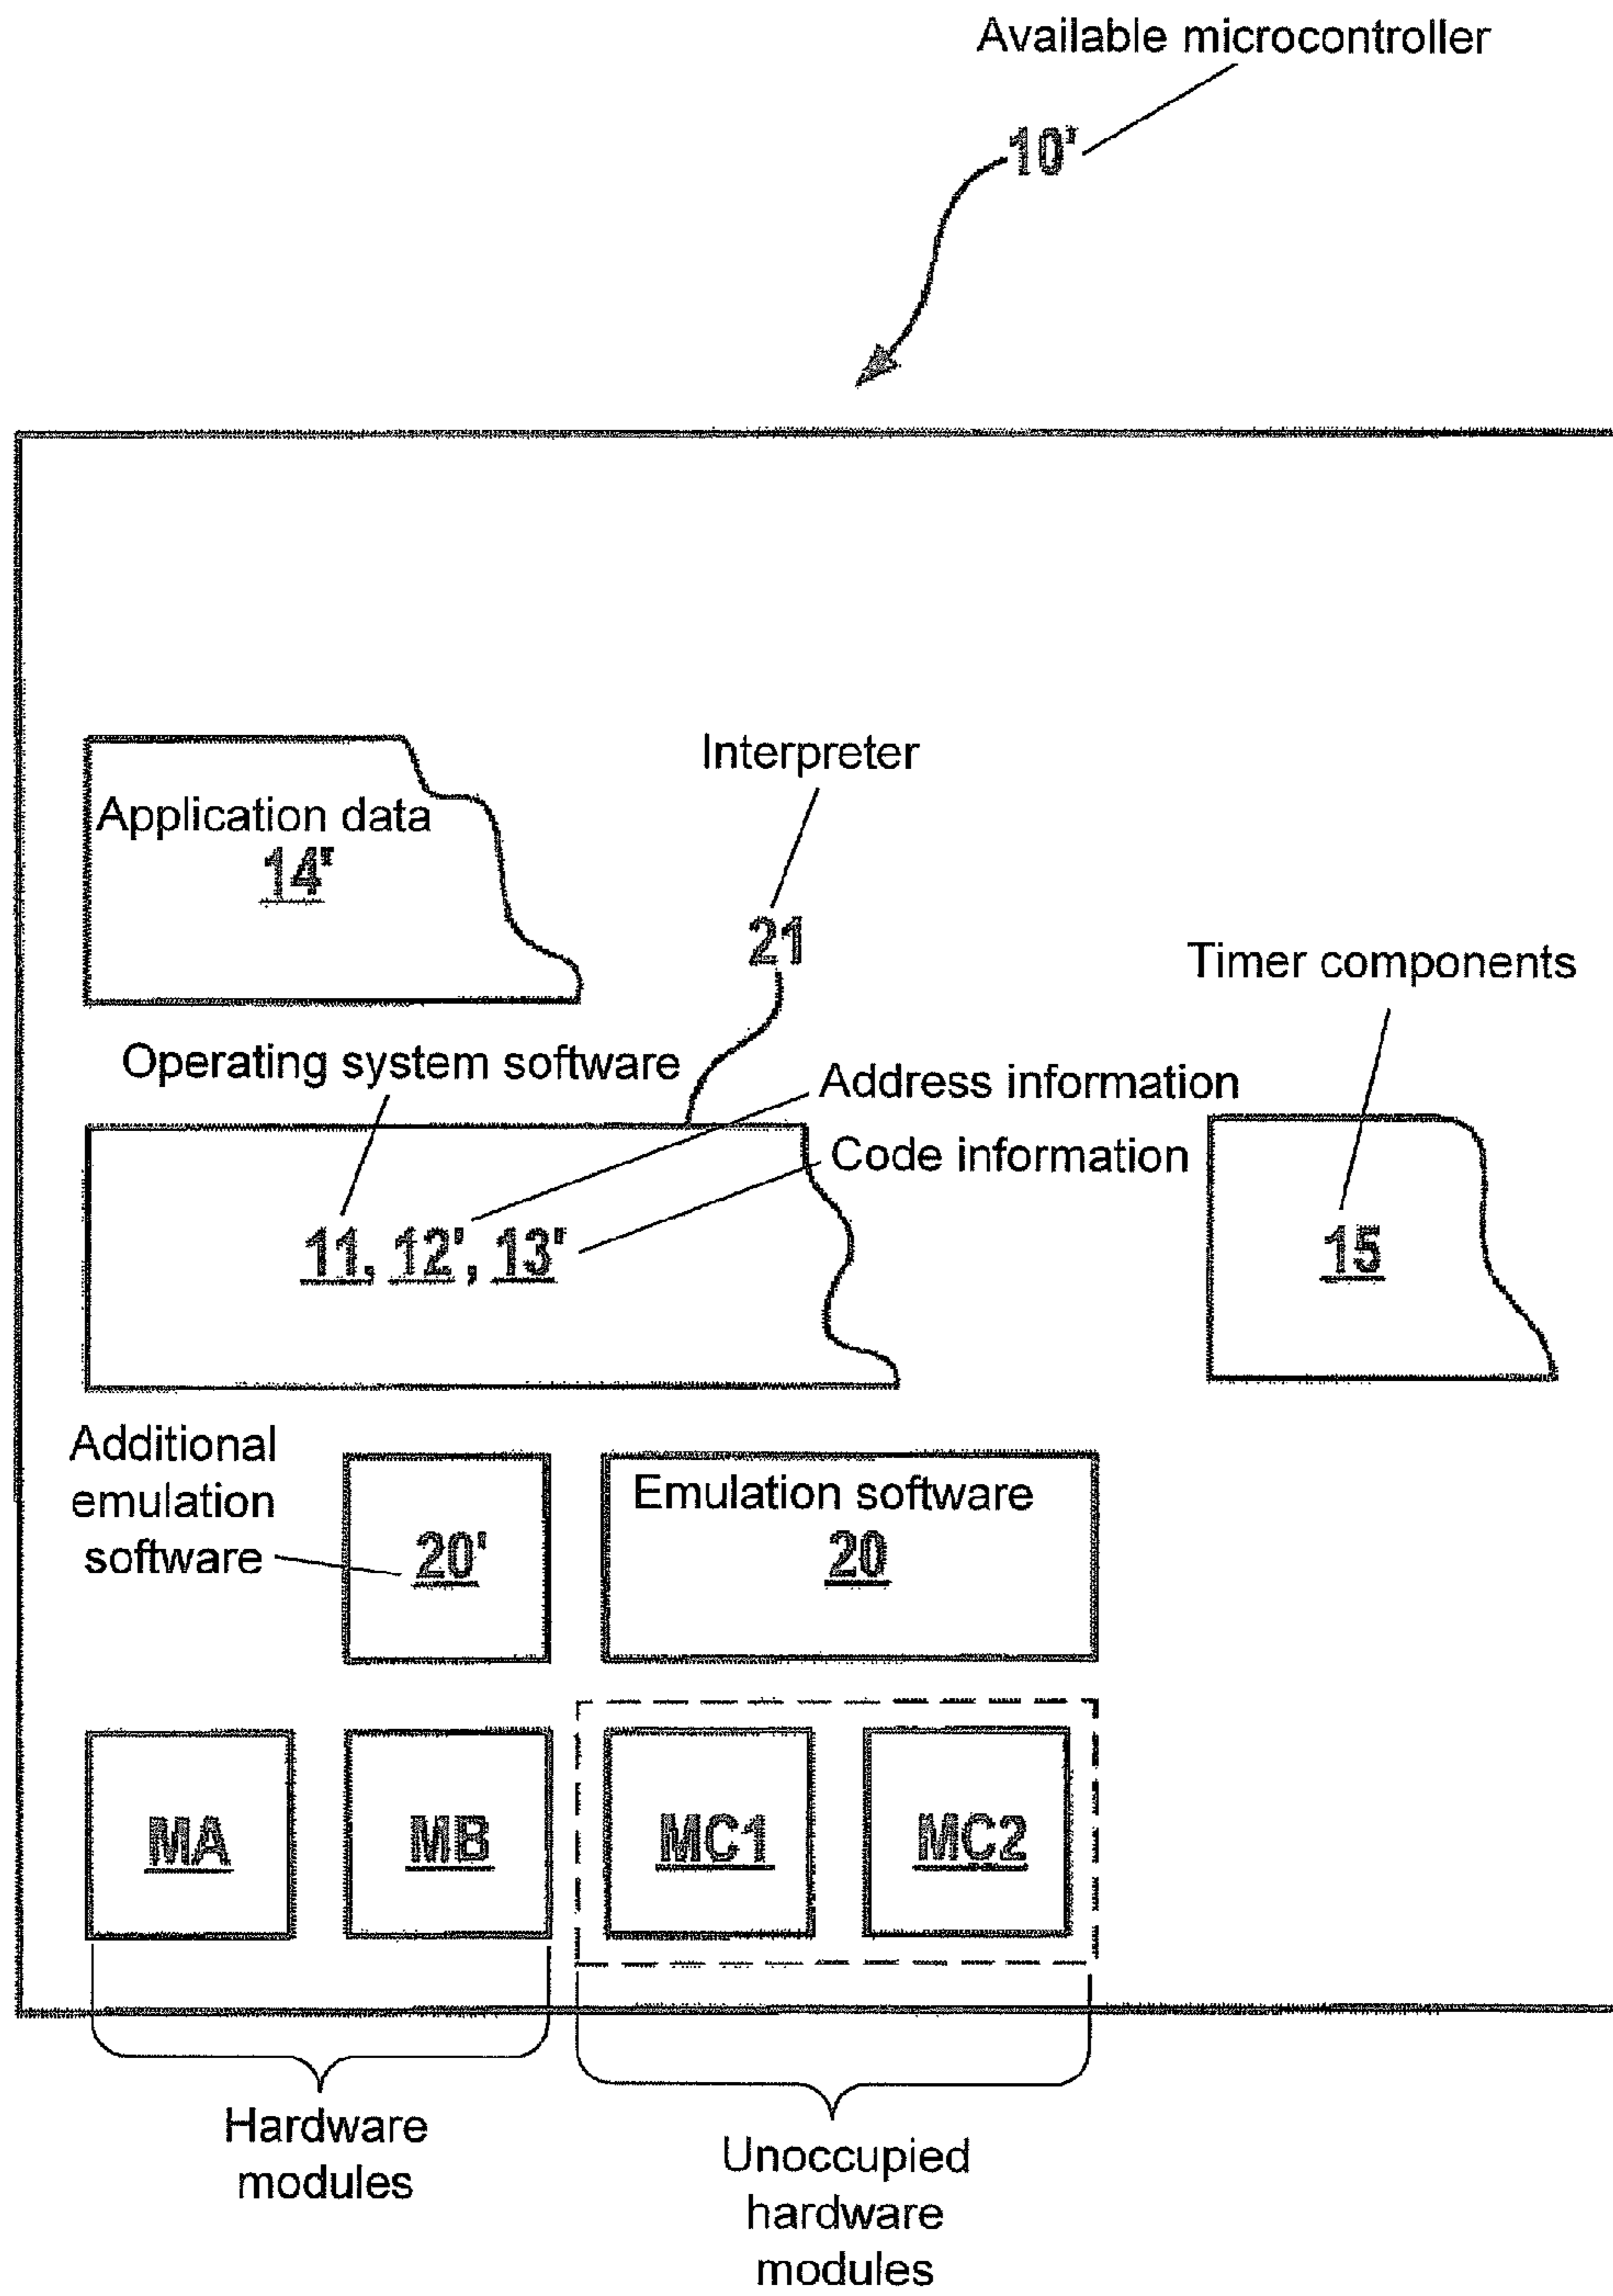 Available microcontroller
10'
Interpreter
Application data
14'
21
Timer components
Operating system software
Address information
Code information
11, 12', 13'
15
Additional
emulation
software
20'
Emulation software
20
MA
MB
MC1
MC2
Hardware
modules
Unoccupied
hardware
modules